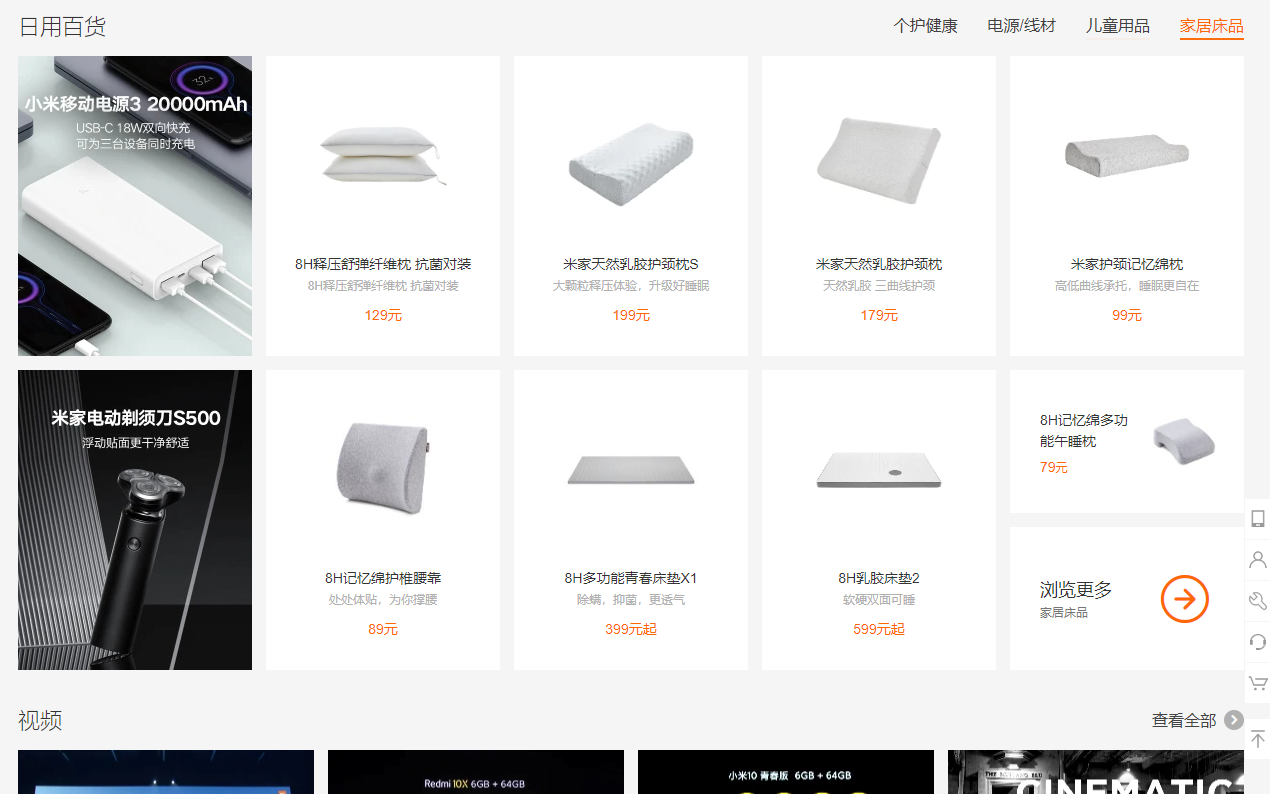 日用百货
个护健康
电源/线材
儿童用品
家居床品
小米移动电源3 20000mAh
USB-C 18W双向快充
可为三台设备同时充电
8H释压舒弹纤维枕 抗菌对装
8H释压舒弹纤维枕 抗菌对装
129元
米家天然乳胶护颈枕S
大颗粒释压体验，升级好睡眠
199元
米家天然乳胶护颈枕
天然乳胶 三曲线护颈
179元
米家护颈记忆绵枕
高低曲线承托，睡眠更自在
99元
米家电动剃须刀S500
浮动贴面更干净舒适
8H记忆绵护椎腰靠
处处体贴，为你撑腰
89元
8H多功能青春床垫X1
除螨，抑菌，更透气
399元起
8H乳胶床垫2
软硬双面可睡
599元起
8H记忆绵多功
能午睡枕
79元
浏览更多
家居床品
视频
查看全部
Redmi 10X 6GB + 64GB
小米10 青春版 6GB + 64GB
CINEMATIC